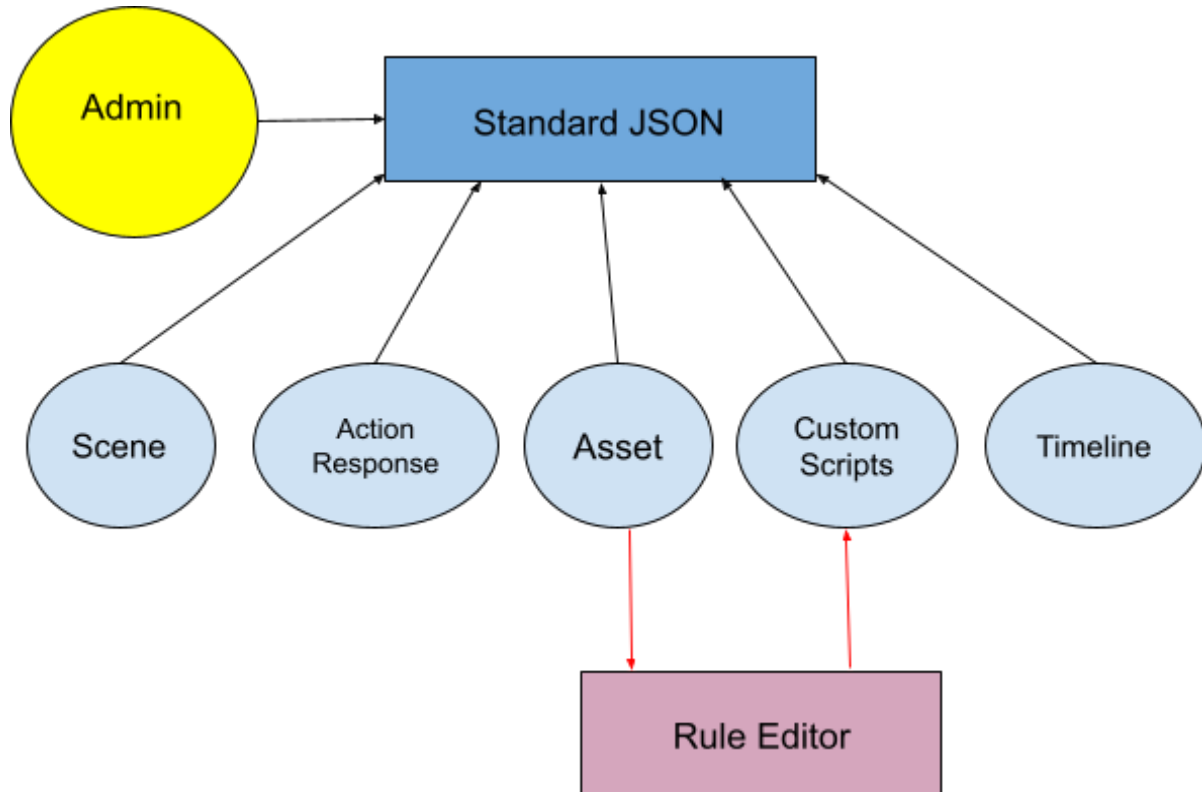 Admin
Standard JSON
Scene
Action
Response
Asset
Custom
Scripts
Timeline
Rule Editor